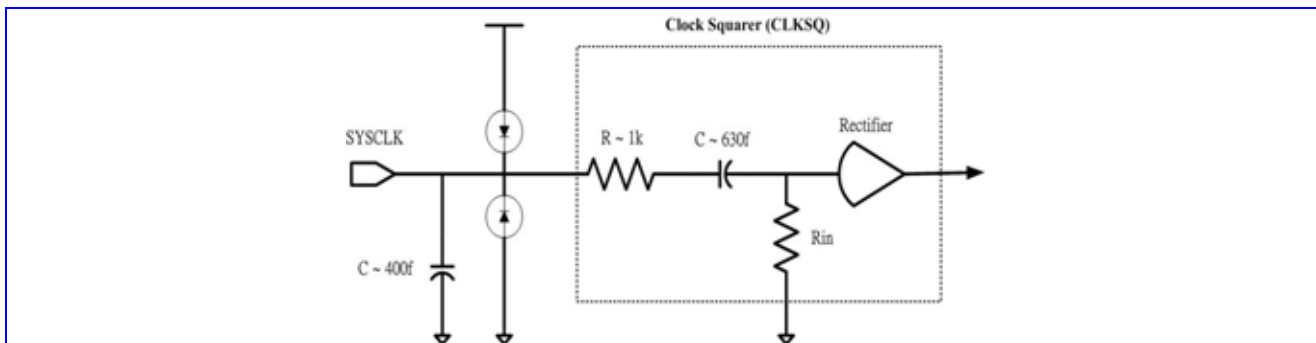 Clock Squarer (CLKSQ)
SYSCLK
R ~ 1k
C ~ 630f
Rectifier
Rin
C ~ 400f